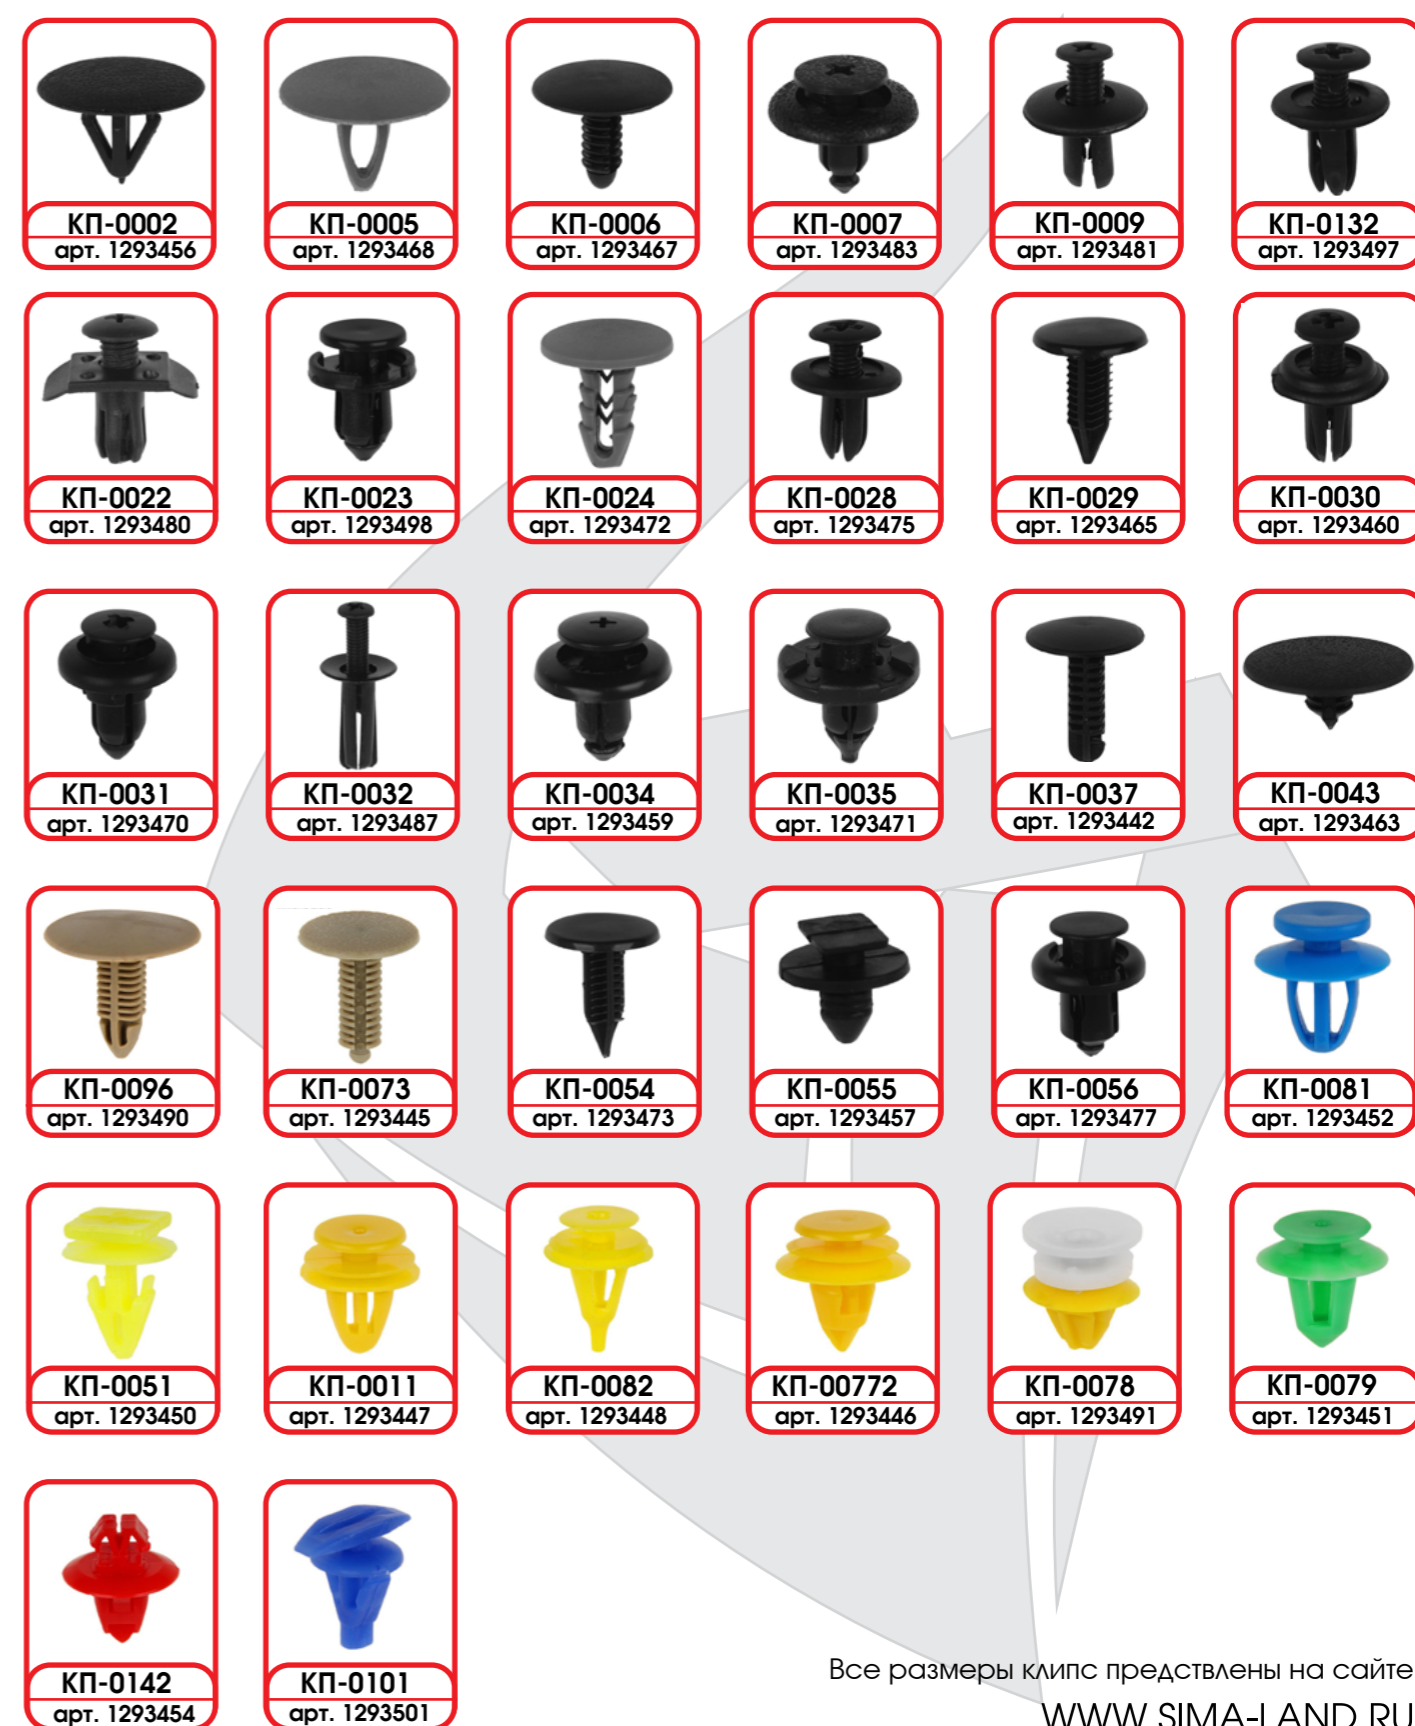 КП-0002
арт. 1293456
КП-0005
арт. 1293468
КП-0006
арт. 1293467
КП-0007
арт. 1293483
КП-0009
арт. 1293481
КП-0132
арт. 1293497
КП-0022
арт. 1293480
КП-0023
арт. 1293498
КП-0024
арт. 1293472
КП-0028
арт. 1293475
КП-0029
арт. 1293465
КП-0030
арт. 1293460
КП-0031
арт. 1293470
КП-0032
арт. 1293487
КП-0034
арт. 1293459
КП-0035
арт. 1293471
КП-0037
арт. 1293442
КП-0043
арт. 1293463
КП-0096
арт. 1293490
КП-0073
арт. 1293445
КП-0054
арт. 1293473
КП-0055
арт. 1293457
КП-0056
арт. 1293477
КП-0081
арт. 1293452
КП-0051
арт. 1293450
КП-0011
арт. 1293447
КП-0082
арт. 1293448
КП-00772
арт. 1293446
КП-0078
арт. 1293491
КП-0079
арт. 1293451
КП-0142
арт. 1293454
КП-0101
арт. 1293501
Все размеры клипс предствлены на сайте
WWW.SIMA-LAND.RU